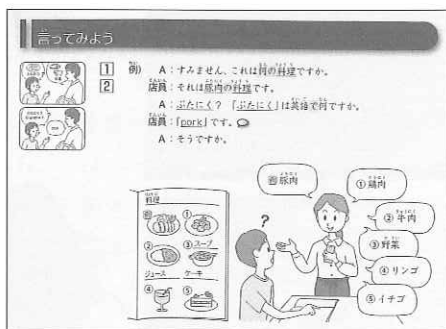 言ってみよう
1 例) A：すみません、これは何の料理ですか。
2 店員：それは豚肉の料理です。
A：ぶたにく？「ぶたにく」は英語で何ですか。
店員：「pork」です。
A：そうですか。
例 豚肉
① 鶏肉
② 牛肉
③ 野菜
④ リンゴ
⑤ イチゴ
料理
例 ①
② ③ スープ
ジュース ケーキ
④ ⑤
?